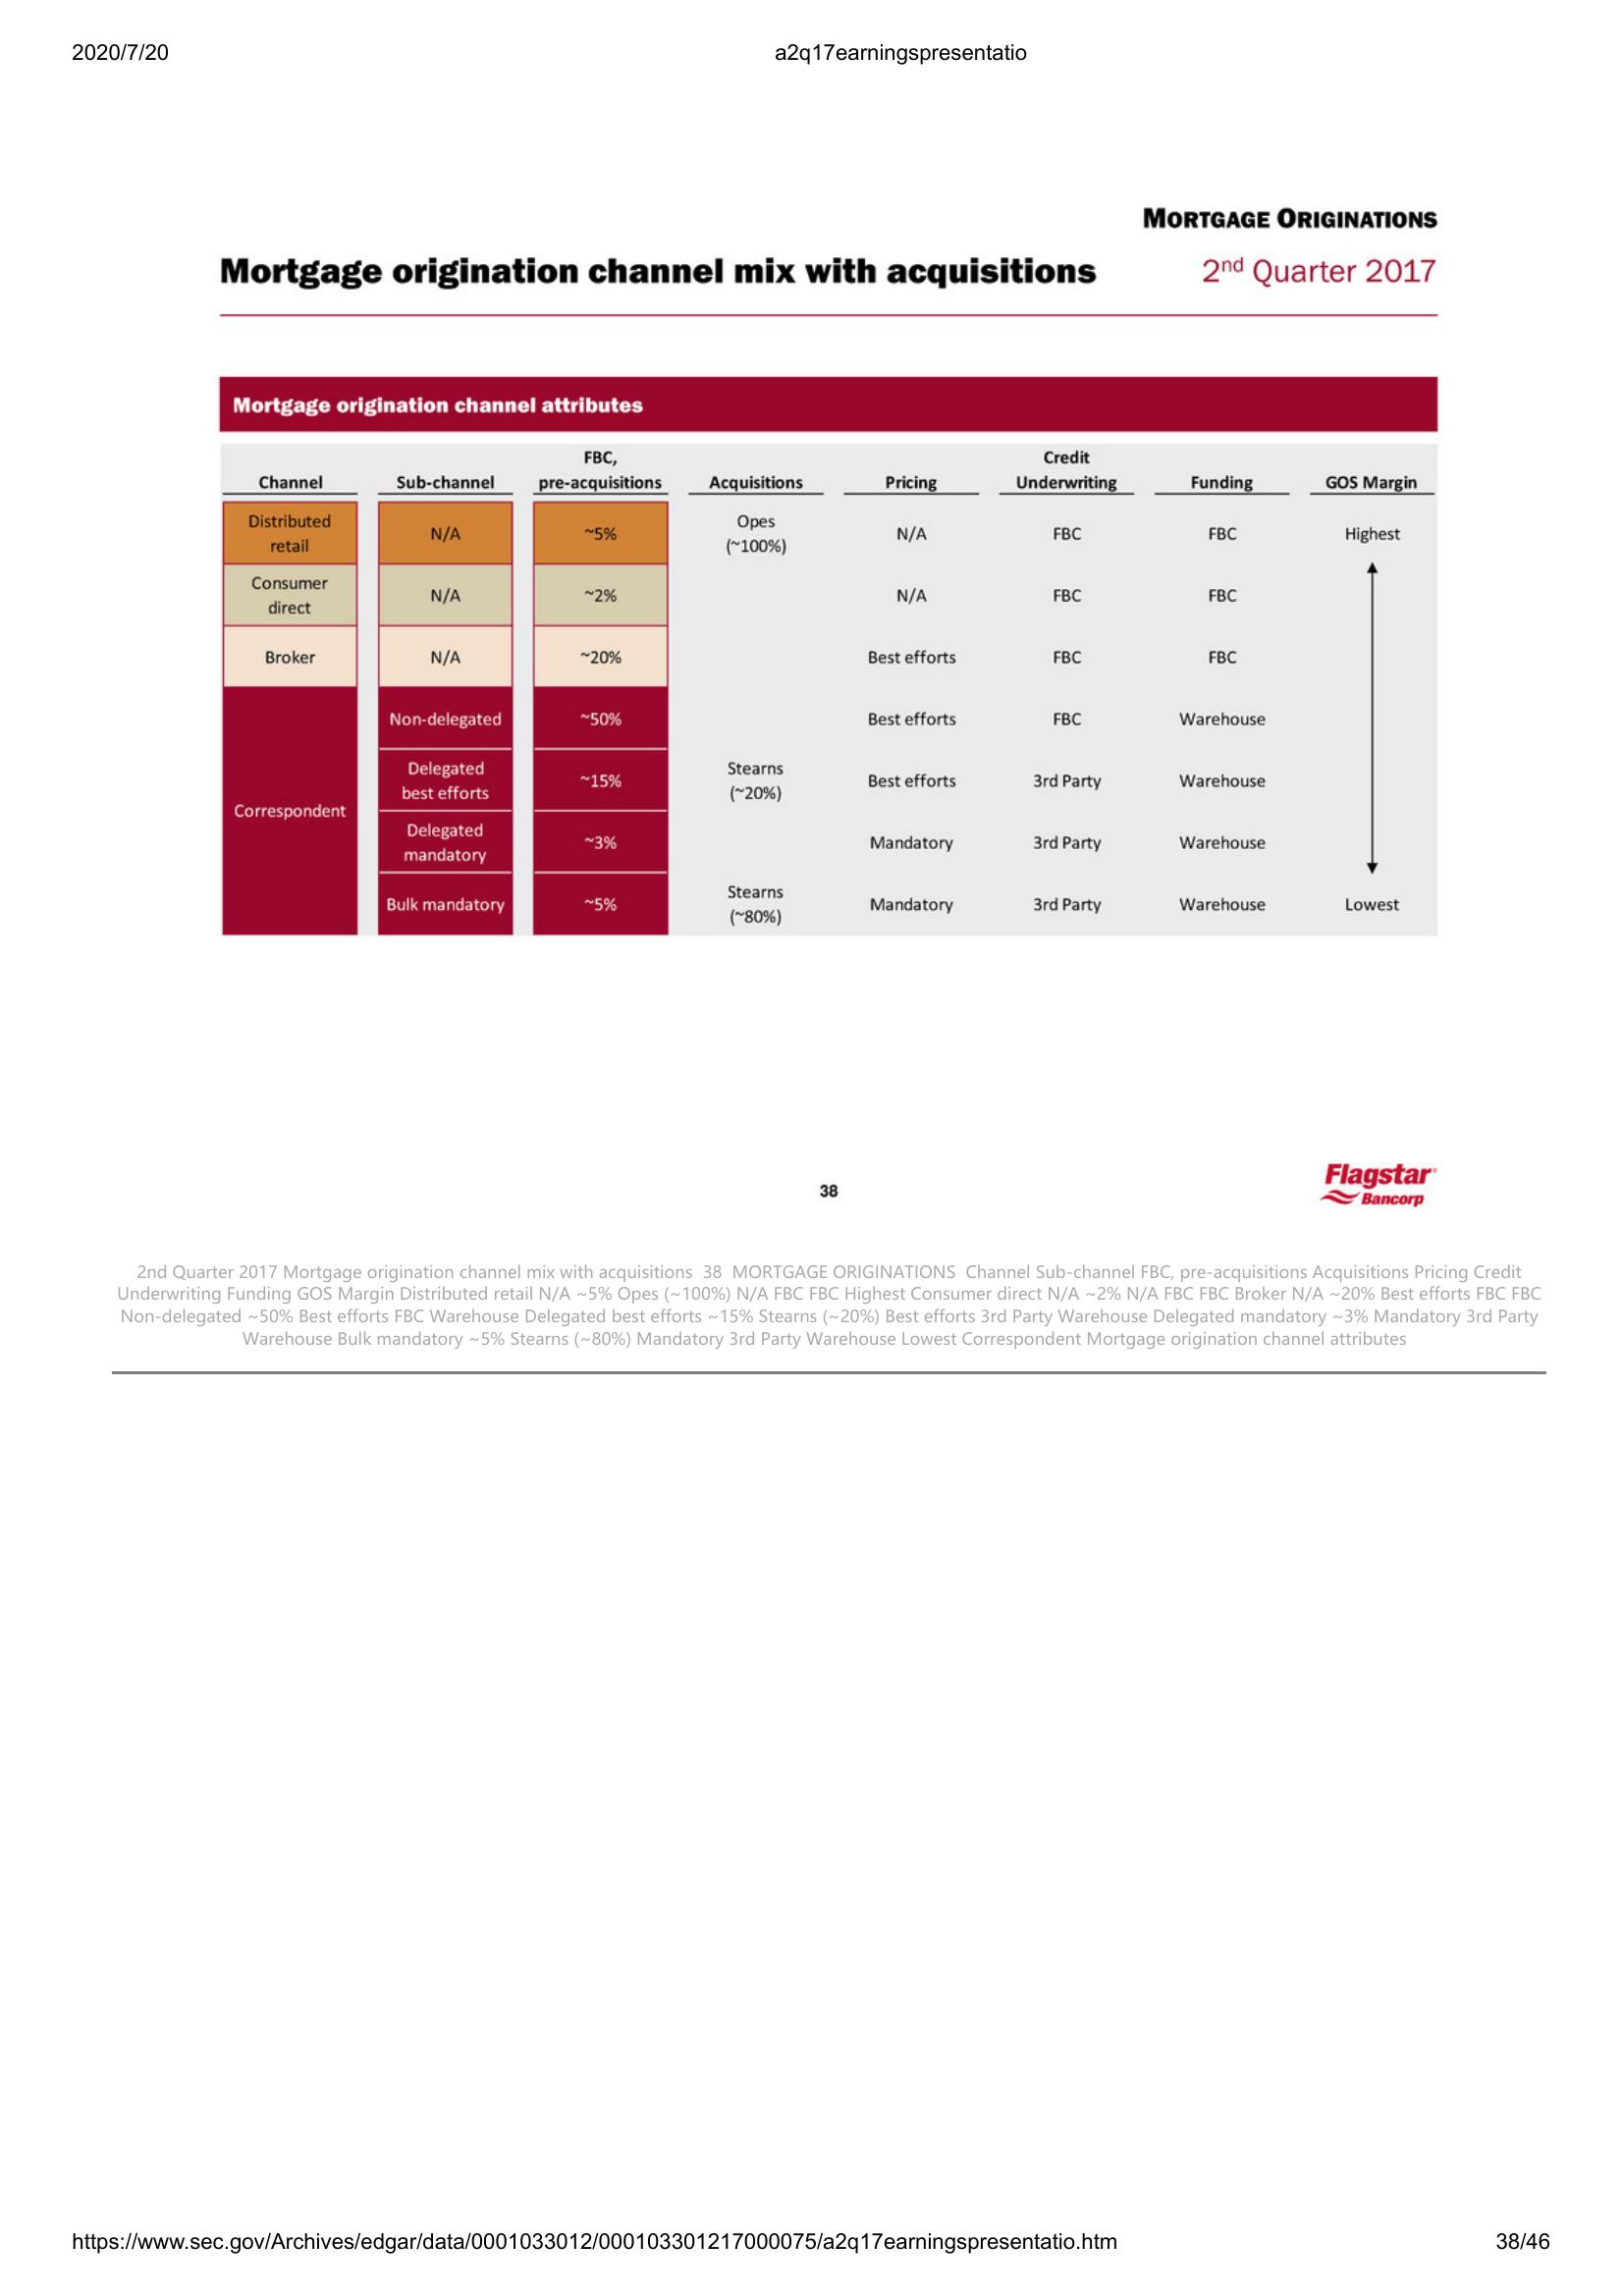 2020/7/20 a2q17earningspresentatio
MORTGAGE ORIGINATIONS
Mortgage origination channel mix with acquisitions 2nd Quarter 2017
Mortgage origination channel attributes
Channel Sub-channel FBC, pre-acquisitions Acquisitions Pricing Credit Underwriting Funding GOS Margin
Distributed retail N/A ~5% Opes (~100%) N/A FBC FBC Highest
Consumer direct N/A ~2% N/A FBC FBC
Broker N/A ~20% Best efforts FBC FBC
Correspondent
Non-delegated ~50% Best efforts FBC Warehouse
Delegated best efforts ~15% Stearns (~20%) Best efforts 3rd Party Warehouse
Delegated mandatory ~3% Mandatory 3rd Party Warehouse
Bulk mandatory ~5% Stearns (~80%) Mandatory 3rd Party Warehouse Lowest
38
Flagstar
Bancorp
2nd Quarter 2017 Mortgage origination channel mix with acquisitions 38 MORTGAGE ORIGINATIONS Channel Sub-channel FBC, pre-acquisitions Acquisitions Pricing Credit
Underwriting Funding GOS Margin Distributed retail N/A ~5% Opes (~100%) N/A FBC FBC Highest Consumer direct N/A ~2% N/A FBC FBC Broker N/A ~20% Best efforts FBC FBC
Non-delegated ~50% Best efforts FBC Warehouse Delegated best efforts ~15% Stearns (~20%) Best efforts 3rd Party Warehouse Delegated mandatory ~3% Mandatory 3rd Party
Warehouse Bulk mandatory ~5% Stearns (~80%) Mandatory 3rd Party Warehouse Lowest Correspondent Mortgage origination channel attributes
https://www.sec.gov/Archives/edgar/data/0001033012/000103301217000075/a2q17earningspresentatio.htm 38/46